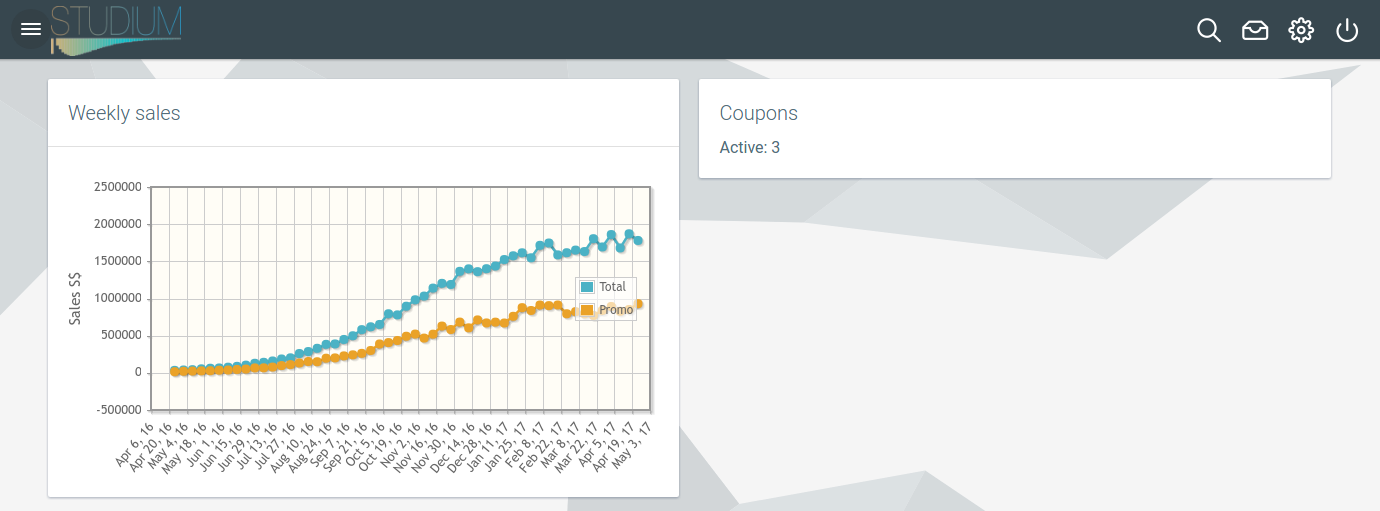 STUDIUM
Weekly sales
Coupons
Active: 3
2500000
2000000
1500000
1000000
500000
0
-500000
Sales S$
Total
Promo
Apr 6, 16
Apr 20, 16
May 4, 16
May 18, 16
Jun 1, 16
Jun 15, 16
Jun 29, 16
Jul 13, 16
Jul 27, 16
Aug 10, 16
Aug 24, 16
Sep 7, 16
Sep 21, 16
Oct 5, 16
Oct 19, 16
Nov 2, 16
Nov 16, 16
Nov 30, 16
Dec 14, 16
Dec 28, 16
Jan 11, 17
Jan 25, 17
Feb 8, 17
Feb 22, 17
Mar 8, 17
Mar 22, 17
Apr 5, 17
Apr 19, 17
May 3, 17